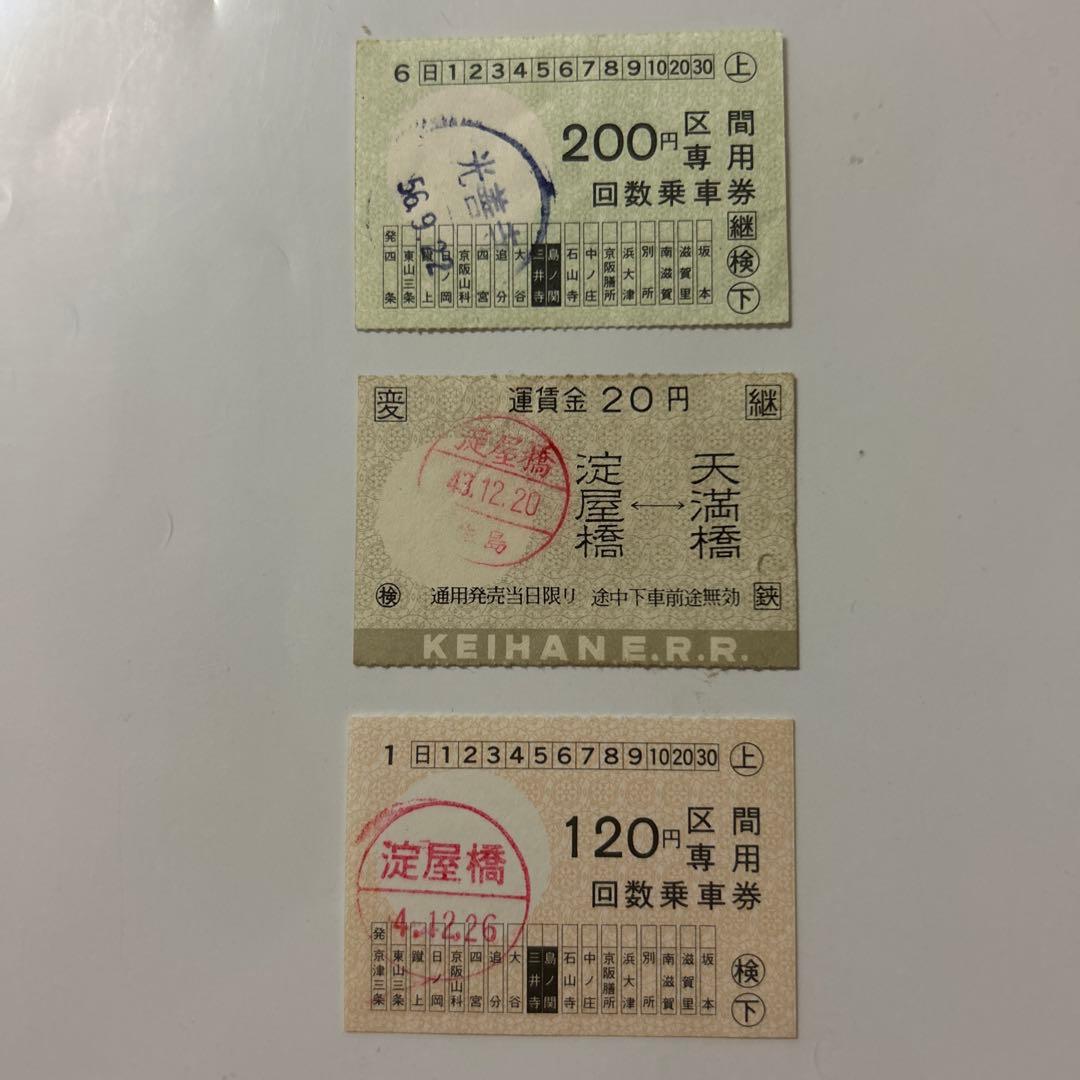 6 日 1 2 3 4 5 6 7 8 9 10 20 30 上
200円 区間専用
回数乗車券
光善寺
56.9.22
継
検
下
発 四条 東山三条 蹴上 日ノ岡 京阪山科 四宮 追分 大谷 三井寺 島ノ関 石山寺 中ノ庄 京阪膳所 浜大津 別所 南滋賀 滋賀里 坂本
変 運賃金 20円 継
淀屋橋
43.12.20
淀屋橋 ↔ 天満橋
検 通用発売当日限り 途中下車前途無効 鋏
KEIHAN E.R.R.
1 日 1 2 3 4 5 6 7 8 9 10 20 30 上
120円 区間専用
回数乗車券
淀屋橋
4.12.26
検
下
発 京津三条 東山三条 蹴上 日ノ岡 京阪山科 四宮 追分 大谷 三井寺 島ノ関 石山寺 中ノ庄 京阪膳所 浜大津 別所 南滋賀 滋賀里 坂本